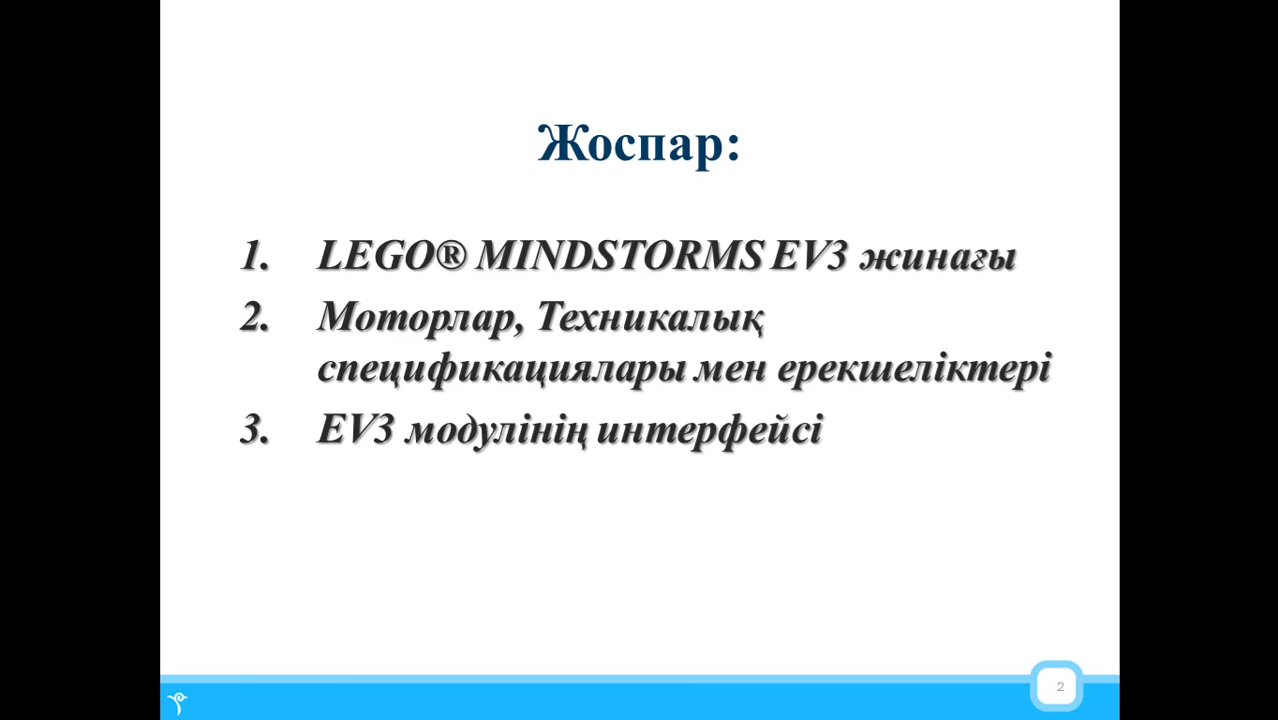 Жоспар:
1. LEGO® MINDSTORMS EV3 жинағы
2. Моторлар, Техникалық
спецификациялары мен ерекшеліктері
3. EV3 модулінің интерфейсі
2